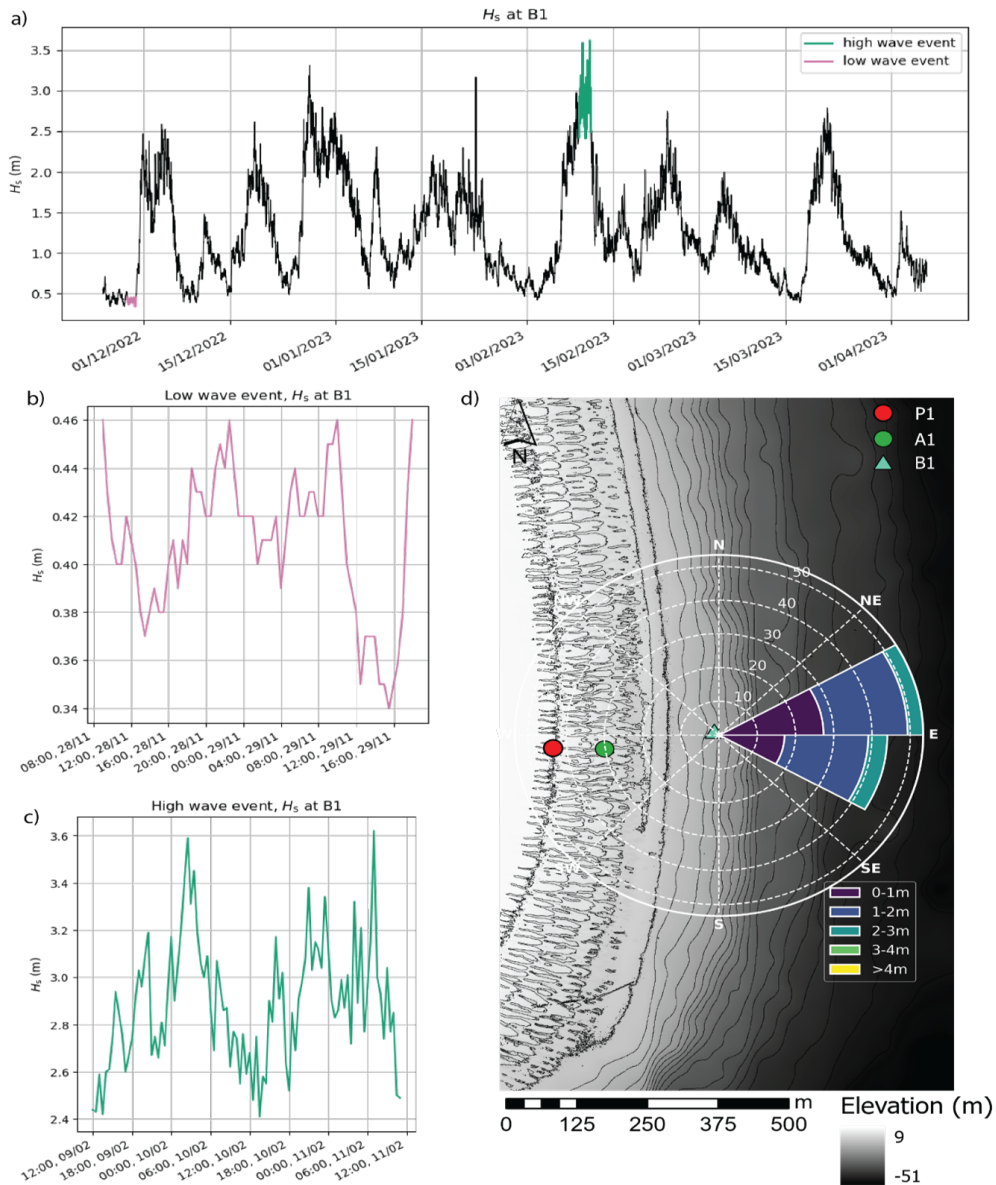 a)
Hs at B1
high wave event
low wave event
3.5
3.0
2.5
2.0
1.5
1.0
0.5
Hs (m)
01/12/2022
15/12/2022
01/01/2023
15/01/2023
01/02/2023
15/02/2023
01/03/2023
15/03/2023
01/04/2023
b)
Low wave event, Hs at B1
0.46
0.44
0.42
0.40
0.38
0.36
0.34
Hs (m)
08:00, 28/11
12:00, 28/11
16:00, 28/11
20:00, 28/11
00:00, 29/11
04:00, 29/11
08:00, 29/11
12:00, 29/11
16:00, 29/11
c)
High wave event, Hs at B1
3.6
3.4
3.2
3.0
2.8
2.6
2.4
Hs (m)
12:00, 09/02
18:00, 09/02
00:00, 10/02
06:00, 10/02
12:00, 10/02
18:00, 10/02
00:00, 11/02
06:00, 11/02
12:00, 11/02
d)
P1
A1
B1
N
N
NE
E
SE
S
SW
W
NW
10
20
30
40
50
0-1m
1-2m
2-3m
3-4m
>4m
m
0 125 250 375 500
Elevation (m)
9
-51